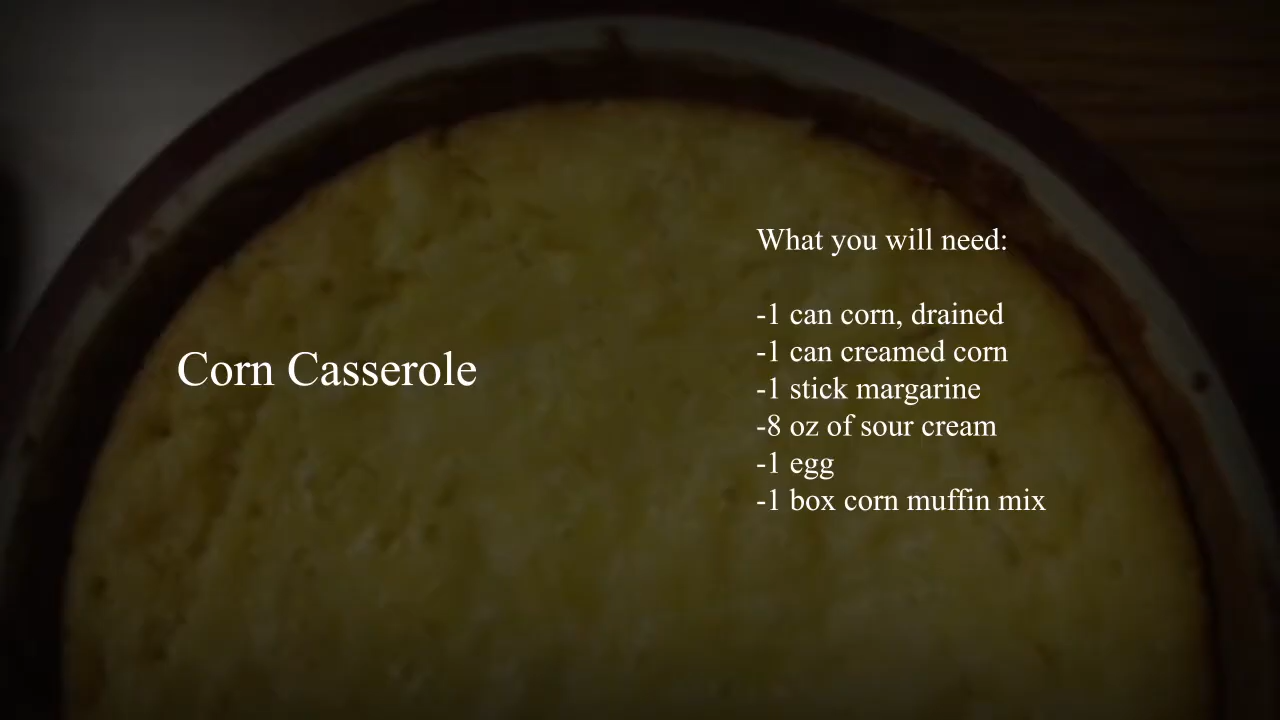 Corn Casserole
What you will need:
-1 can corn, drained
-1 can creamed corn
-1 stick margarine
-8 oz of sour cream
-1 egg
-1 box corn muffin mix